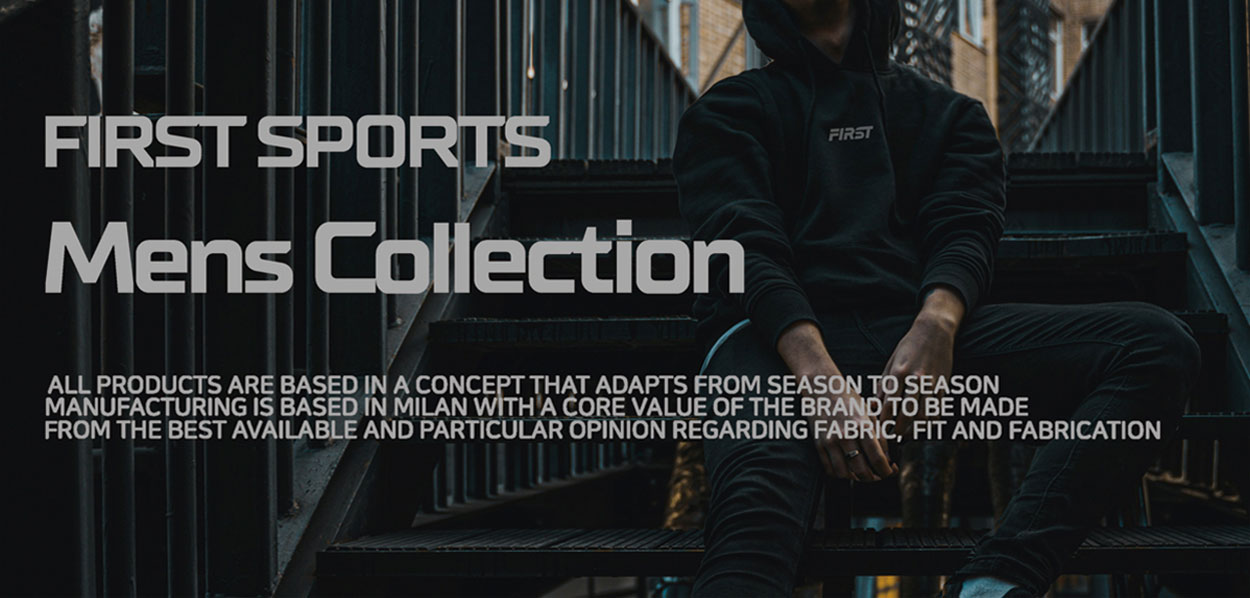 FIRST SPORTS
FIRST
Mens Collection
ALL PRODUCTS ARE BASED IN A CONCEPT THAT ADAPTS FROM SEASON TO SEASON
MANUFACTURING IS BASED IN MILAN WITH A CORE VALUE OF THE BRAND TO BE MADE
FROM THE BEST AVAILABLE AND PARTICULAR OPINION REGARDING FABRIC, FIT AND FABRICATION